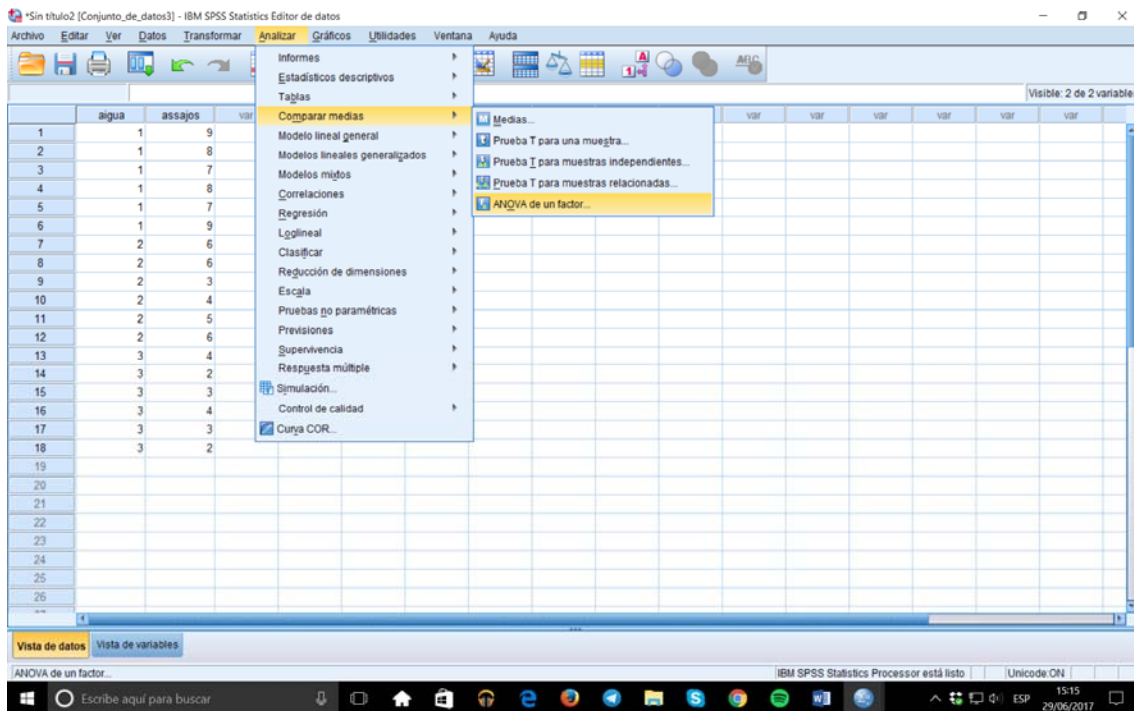 *Sin título2 [Conjunto_de_datos3] - IBM SPSS Statistics Editor de datos
Archivo Editar Ver Datos Transformar Analizar Gráficos Utilidades Ventana Ayuda
Visible: 2 de 2 variable
aigua assajos var var var var var var var
1 1 9
2 1 8
3 1 7
4 1 8
5 1 7
6 1 9
7 2 6
8 2 6
9 2 3
10 2 4
11 2 5
12 2 6
13 3 4
14 3 2
15 3 3
16 3 4
17 3 3
18 3 2
19
20
21
22
23
24
25
26
Informes
Estadísticos descriptivos
Tablas
Comparar medias
Modelo lineal general
Modelos lineales generalizados
Modelos mixtos
Correlaciones
Regresión
Loglineal
Clasificar
Reducción de dimensiones
Escala
Pruebas no paramétricas
Previsiones
Supervivencia
Respuesta múltiple
Simulación...
Control de calidad
Curva COR...
Medias...
Prueba T para una muestra...
Prueba T para muestras independientes...
Prueba T para muestras relacionadas...
ANOVA de un factor...
Vista de datos Vista de variables
ANOVA de un factor... IBM SPSS Statistics Processor está listo Unicode:ON
Escribe aquí para buscar ESP 15:15
29/06/2017